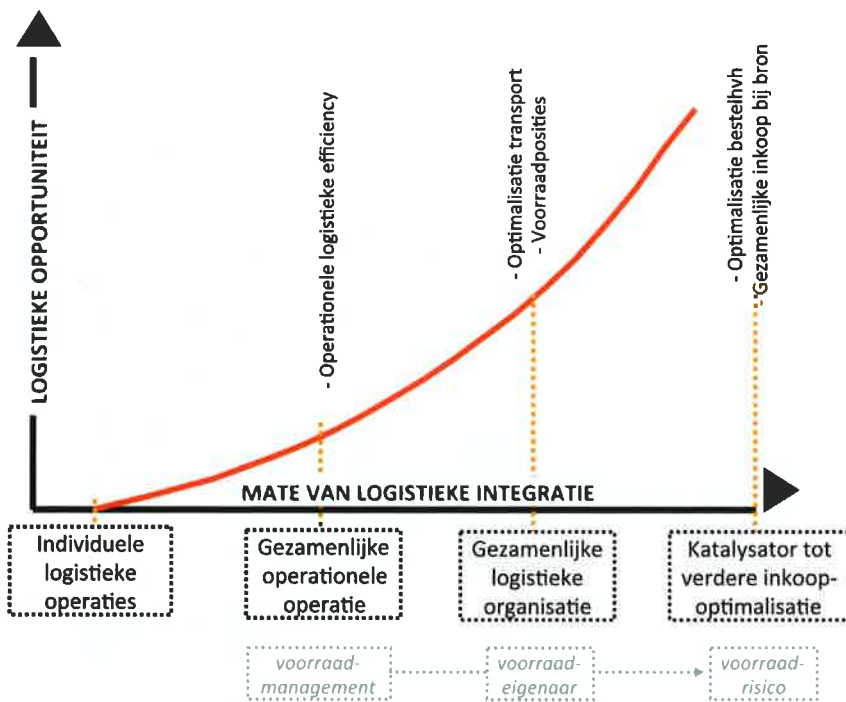 LOGISTIEKE OPPORTUNITEIT
- Operationele logistieke efficiency
- Optimalisatie transport
- Voorraadposities
- Optimalisatie bestelhvh
- Gezamenlijke inkoop bij bron
MATE VAN LOGISTIEKE INTEGRATIE
Individuele
logistieke
operaties
Gezamenlijke
operationele
operatie
Gezamenlijke
logistieke
organisatie
Katalysator tot
verdere inkoop-
optimalisatie
voorraad-
management
voorraad-
eigenaar
voorraad-
risico